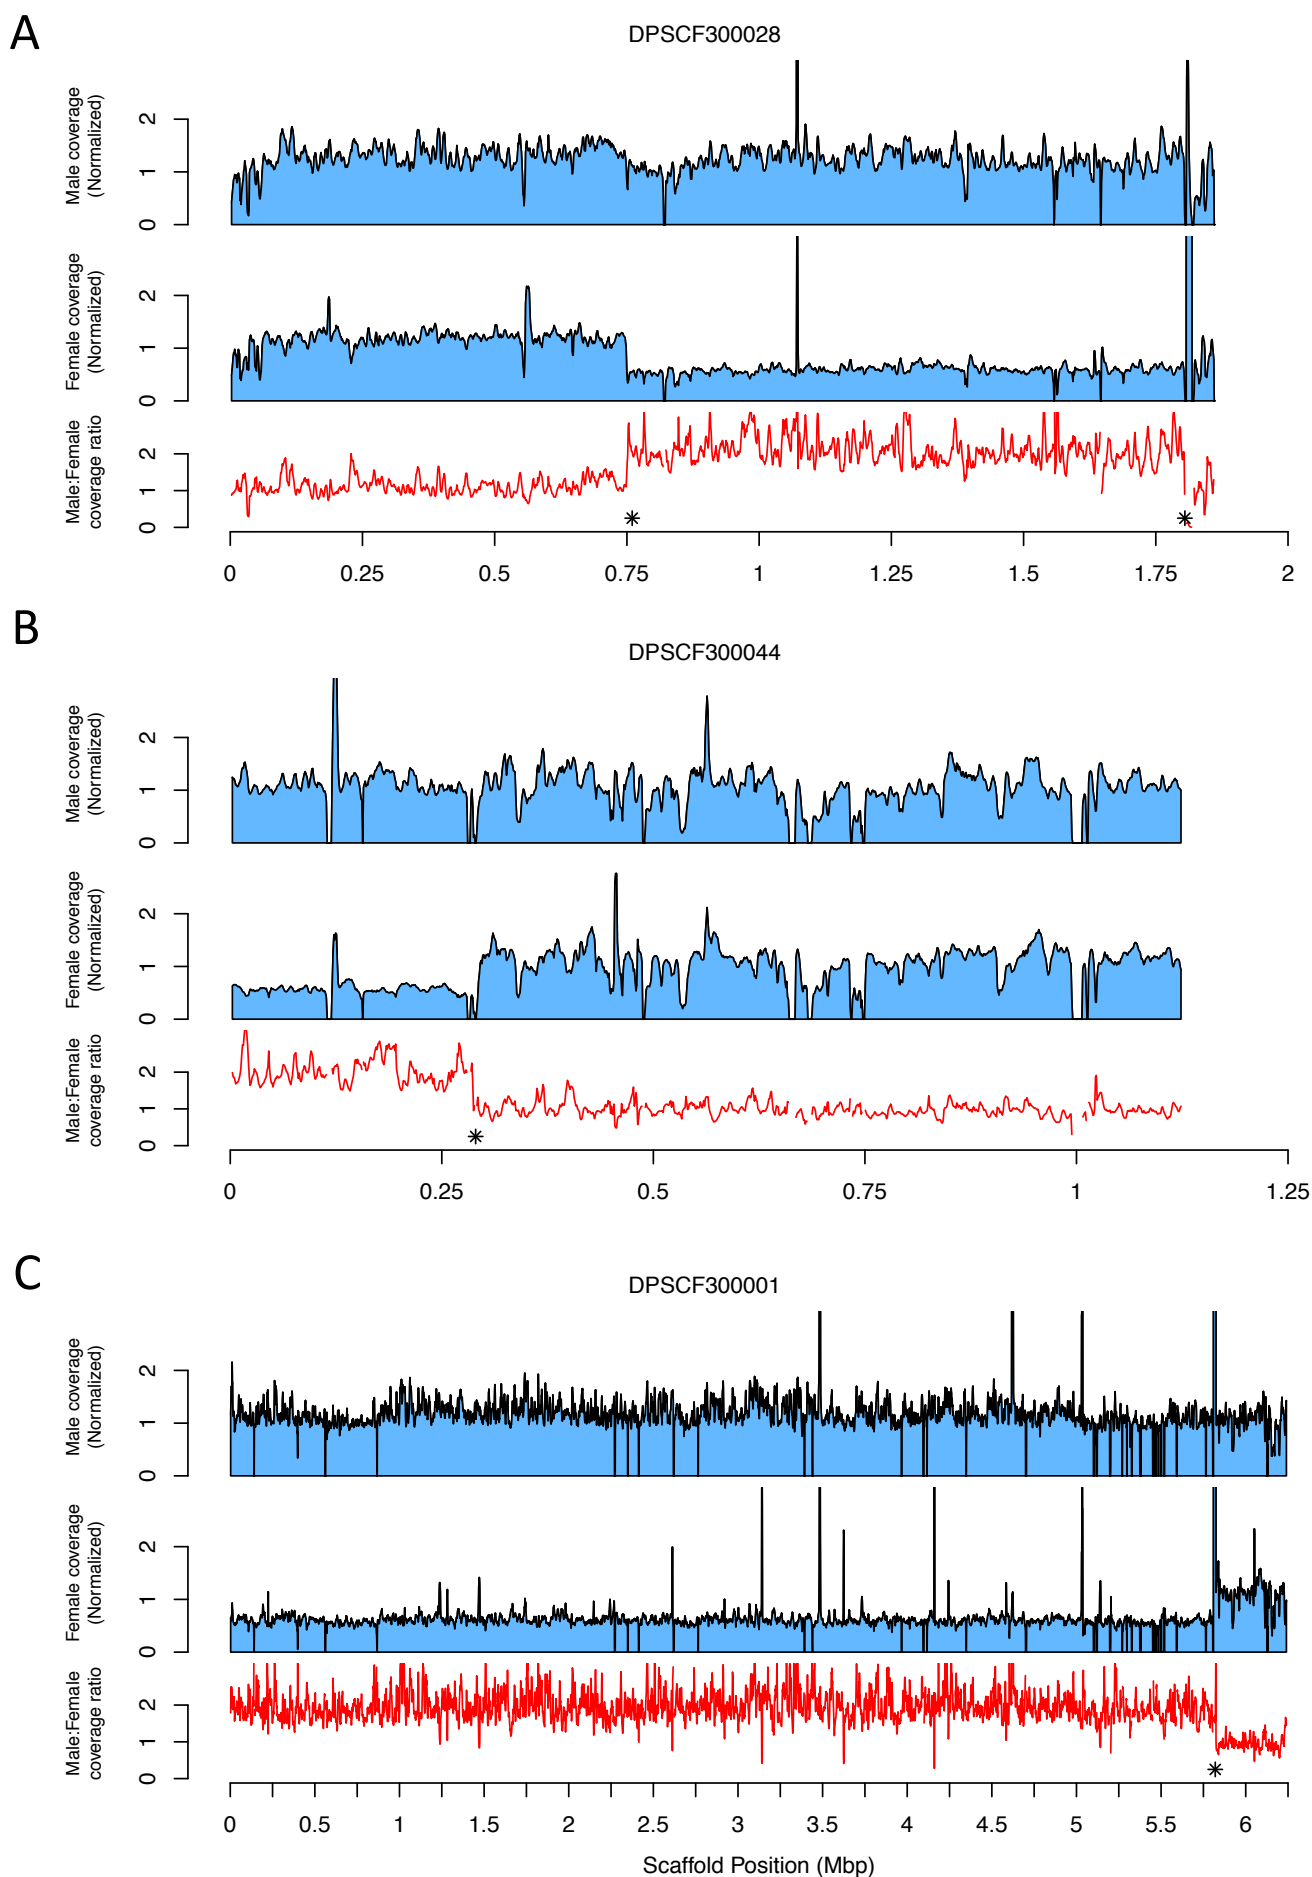 A
DPSCF300028
Male coverage
(Normalized)
0 1 2
Female coverage
(Normalized)
0 1 2
Male:Female
coverage ratio
0 1 2
* *
0 0.25 0.5 0.75 1 1.25 1.5 1.75 2
B
DPSCF300044
Male coverage
(Normalized)
0 1 2
Female coverage
(Normalized)
0 1 2
Male:Female
coverage ratio
0 1 2
*
0 0.25 0.5 0.75 1 1.25
C
DPSCF300001
Male coverage
(Normalized)
0 1 2
Female coverage
(Normalized)
0 1 2
Male:Female
coverage ratio
0 1 2
*
0 0.5 1 1.5 2 2.5 3 3.5 4 4.5 5 5.5 6
Scaffold Position (Mbp)